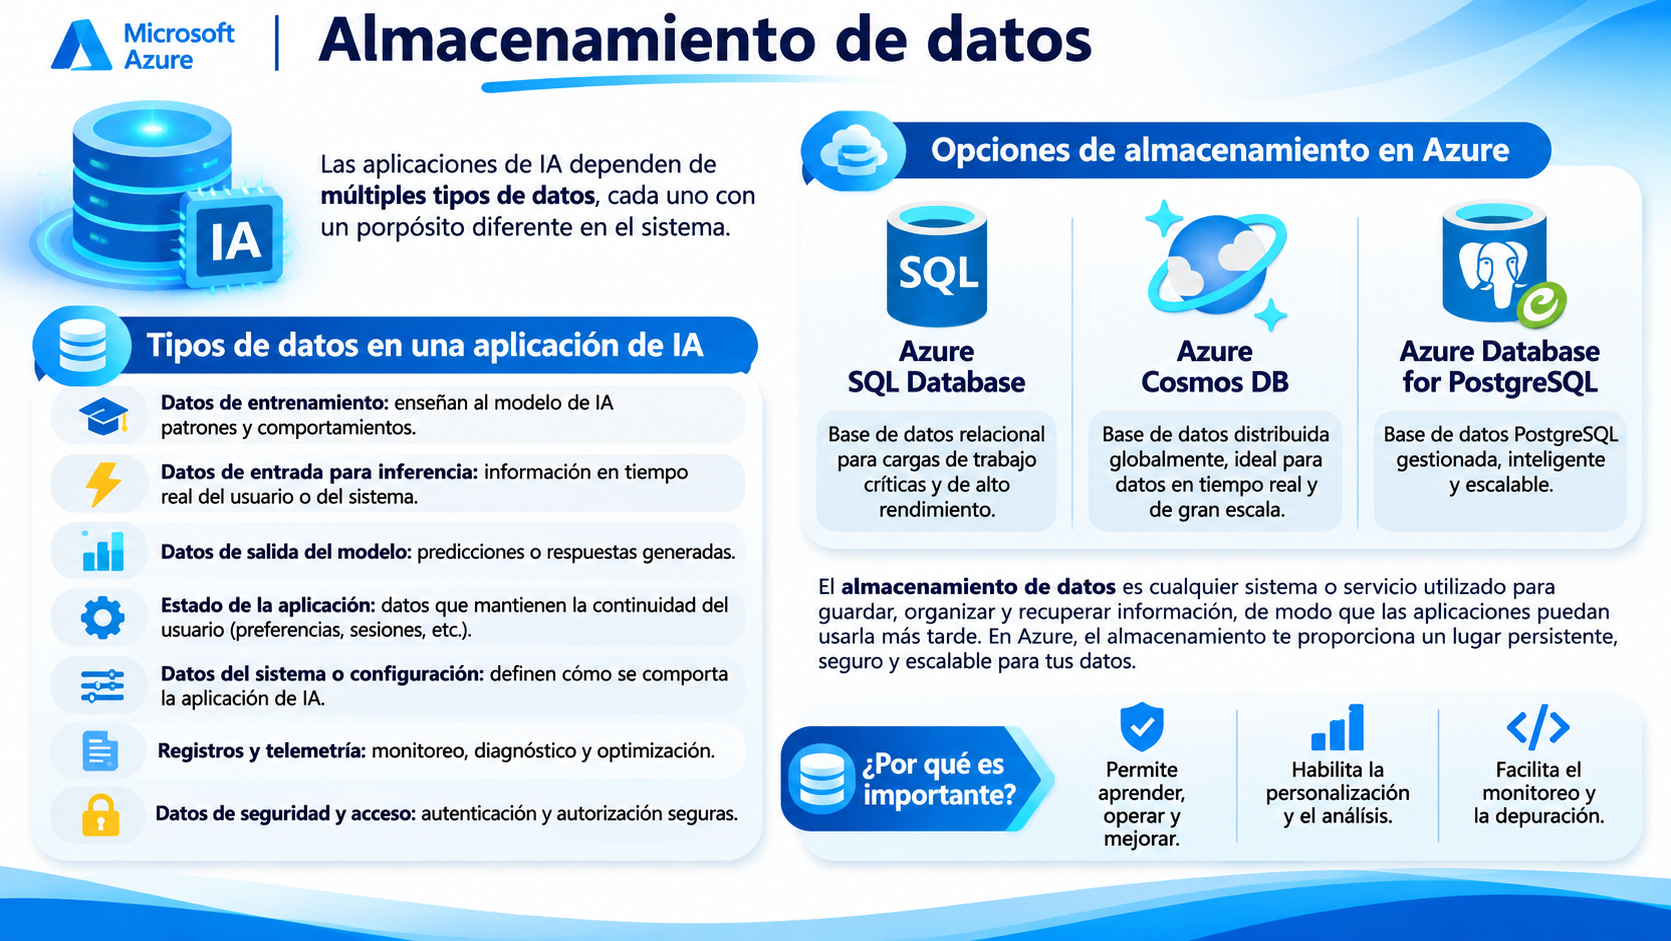 Microsoft
Azure
Almacenamiento de datos
IA
Las aplicaciones de IA dependen de
múltiples tipos de datos, cada uno con
un porpósito diferente en el sistema.
Tipos de datos en una aplicación de IA
Datos de entrenamiento: enseñan al modelo de IA
patrones y comportamientos.
Datos de entrada para inferencia: información en tiempo
real del usuario o del sistema.
Datos de salida del modelo: predicciones o respuestas generadas.
Estado de la aplicación: datos que mantienen la continuidad del
usuario (preferencias, sesiones, etc.).
Datos del sistema o configuración: definen cómo se comporta
la aplicación de IA.
Registros y telemetría: monitoreo, diagnóstico y optimización.
Datos de seguridad y acceso: autenticación y autorización seguras.
Opciones de almacenamiento en Azure
SQL
Azure
SQL Database
Base de datos relacional
para cargas de trabajo
críticas y de alto
rendimiento.
Azure
Cosmos DB
Base de datos distribuida
globalmente, ideal para
datos en tiempo real y
de gran escala.
Azure Database
for PostgreSQL
Base de datos PostgreSQL
gestionada, inteligente
y escalable.
El almacenamiento de datos es cualquier sistema o servicio utilizado para
guardar, organizar y recuperar información, de modo que las aplicaciones puedan
usarla más tarde. En Azure, el almacenamiento te proporciona un lugar persistente,
seguro y escalable para tus datos.
¿Por qué es
importante?
Permite
aprender,
operar y
mejorar.
Habilita la
personalización
y el análisis.
Facilita el
monitoreo y
la depuración.